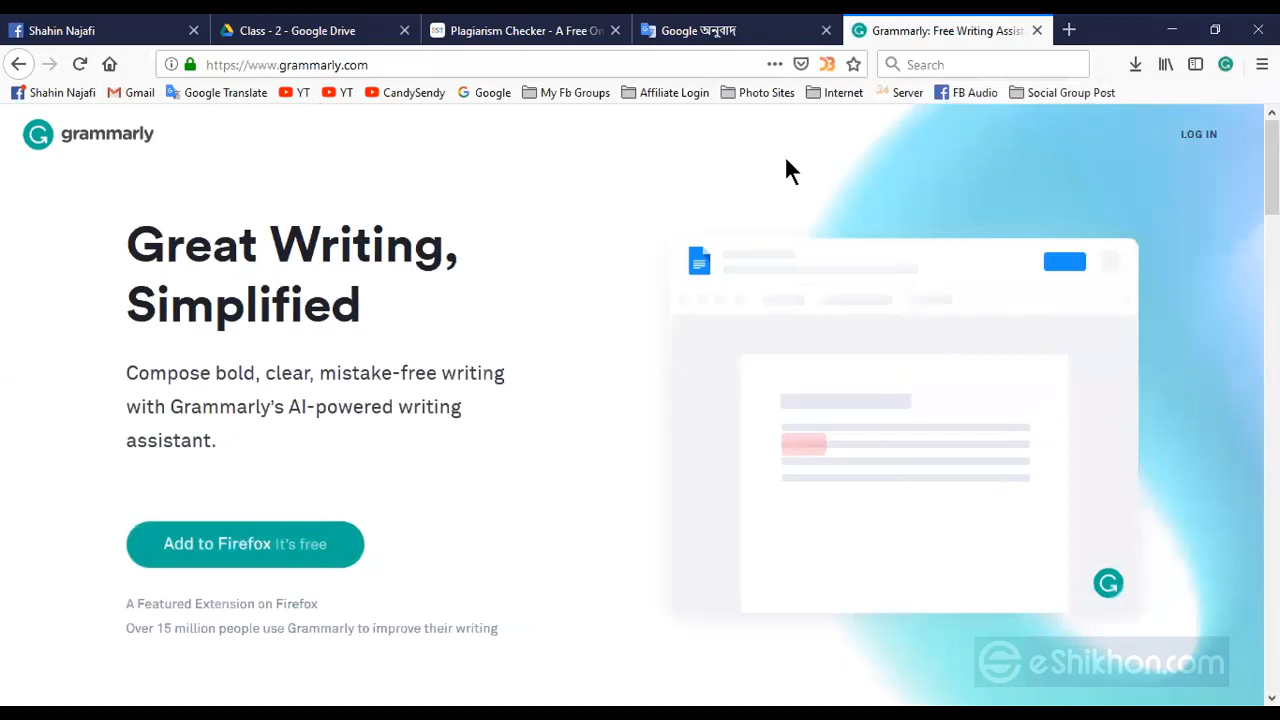 Shahin Najafi
Class - 2 - Google Drive
Plagiarism Checker - A Free On
Google অনুবাদ
Grammarly: Free Writing Assist
https://www.grammarly.com
Search
Shahin Najafi
Gmail
Google Translate
YT
YT
CandySendy
Google
My Fb Groups
Affiliate Login
Photo Sites
Internet
24 Server
FB Audio
Social Group Post
grammarly
LOG IN
Great Writing,
Simplified
Compose bold, clear, mistake-free writing
with Grammarly’s AI-powered writing
assistant.
Add to Firefox It's free
A Featured Extension on Firefox
Over 15 million people use Grammarly to improve their writing
eShikhon.com